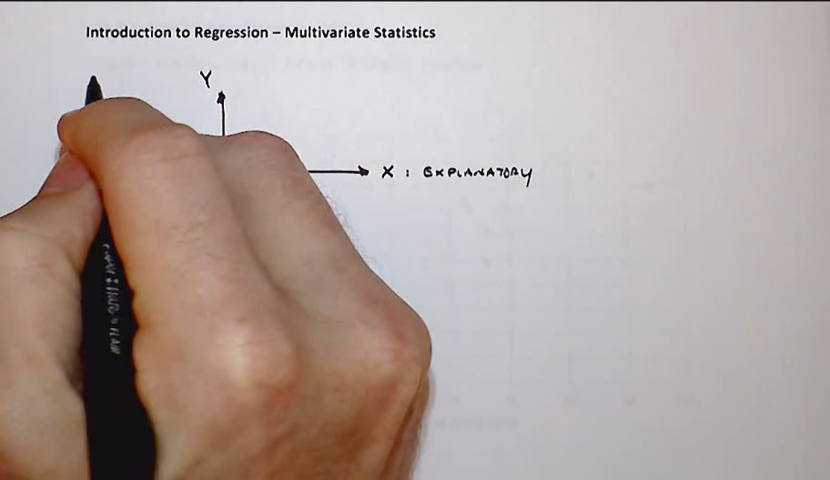 Introduction to Regression – Multivariate Statistics
Y
X : EXPLANATORY